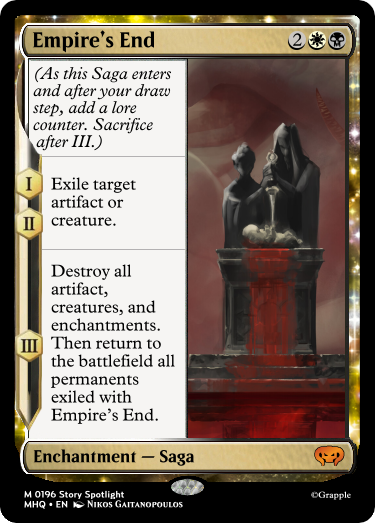 Empire's End
2
(As this Saga enters
and after your draw
step, add a lore
counter. Sacrifice
after III.)
I
Exile target
artifact or
creature.
II
Destroy all
artifact,
creatures, and
enchantments.
III
Then return to
the battlefield all
permanents
exiled with
Empire's End.
Enchantment — Saga
M 0196 Story Spotlight
MHQ • EN Nikos Gaitanopoulos
©Grapple